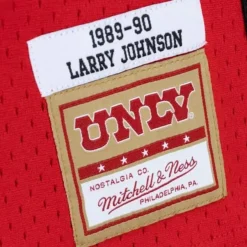 1989-90
LARRY JOHNSON
UNLV
NOSTALGIA CO.
Mitchell & Ness
PHILADELPHIA, PA.